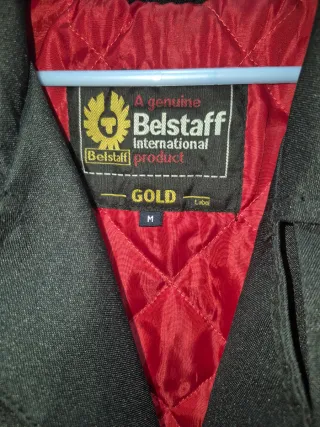 A genuine
Belstaff
International
Belstaff product
GOLD
Label
M